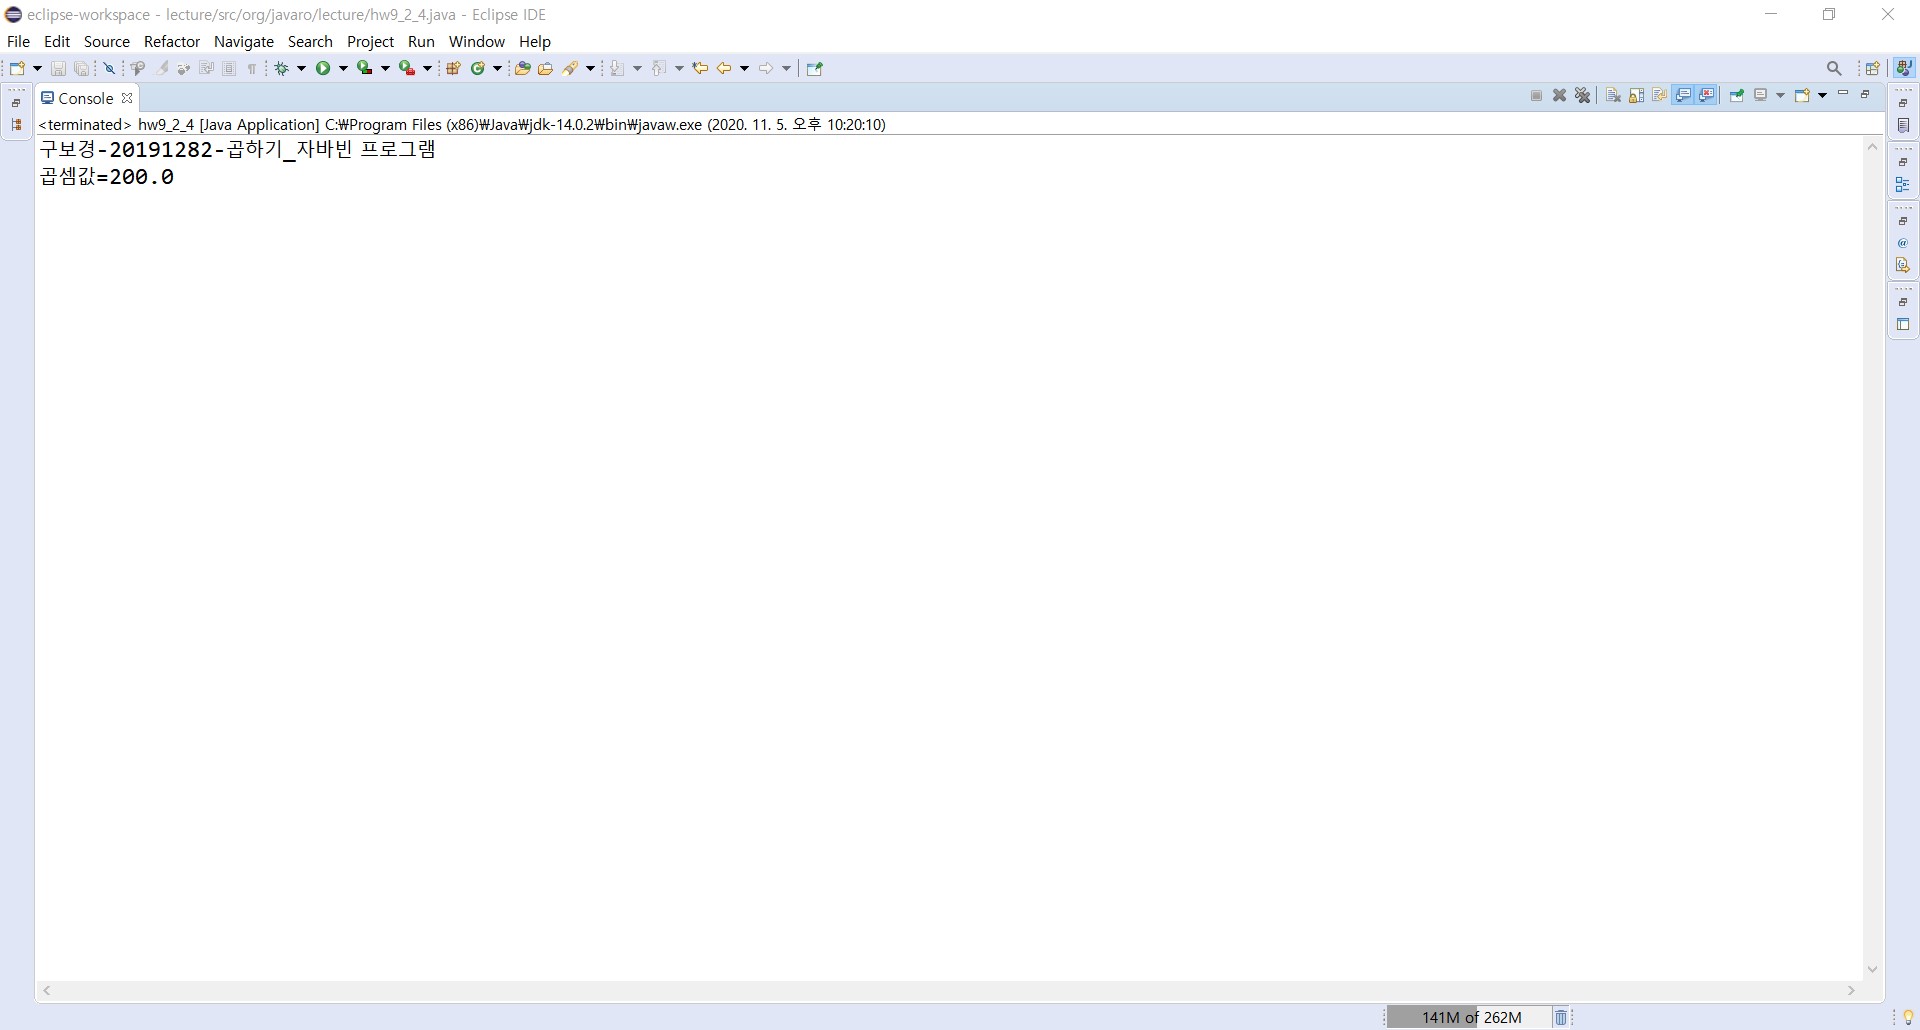 eclipse-workspace - lecture/src/org/javaro/lecture/hw9_2_4.java - Eclipse IDE
File Edit Source Refactor Navigate Search Project Run Window Help
Console
<terminated> hw9_2_4 [Java Application] C:₩Program Files (x86)₩Java₩jdk-14.0.2₩bin₩javaw.exe (2020. 11. 5. 오후 10:20:10)
구보경-20191282-곱하기_자바빈 프로그램
곱셈값=200.0
141M of 262M